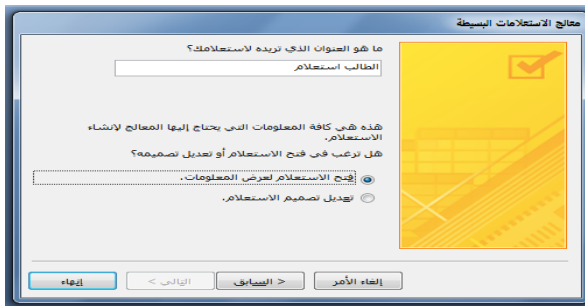 معالج الاستعلامات البسيطة
ما هو العنوان الذي تريده لاستعلامك؟
الطالب استعلام
هذه هي كافة المعلومات التي يحتاج إليها المعالج لإنشاء
الاستعلام.
هل ترغب في فتح الاستعلام أو تعديل تصميمه؟
فتح الاستعلام لعرض المعلومات.
تعديل تصميم الاستعلام.
إلغاء الأمر
< السابق
التالي >
إنهاء